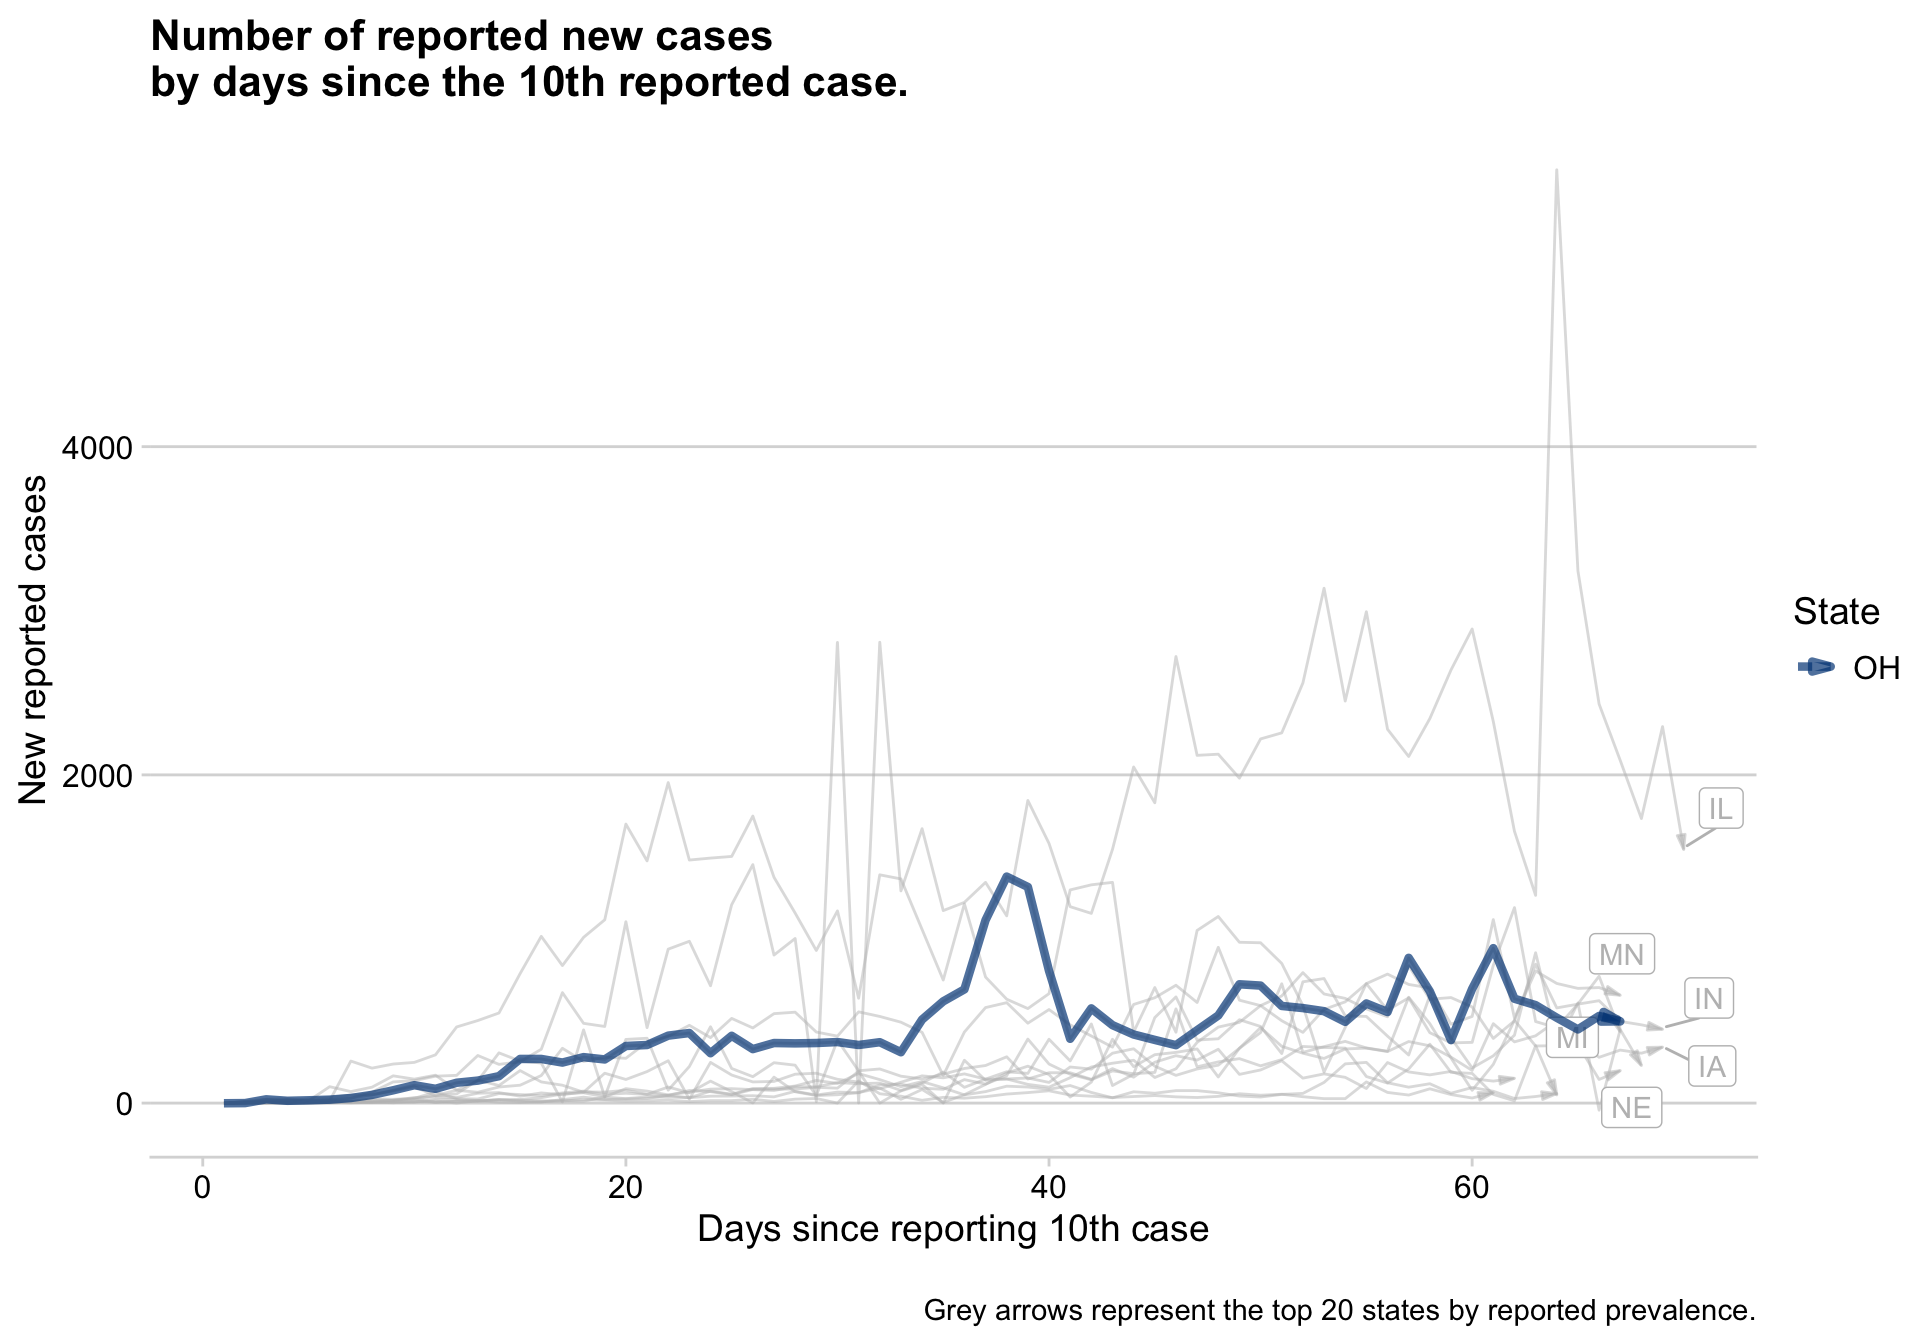 Number of reported new cases
by days since the 10th reported case.
New reported cases
4000
2000
0
IL
MN
IN
MI
IA
NE
State
OH
0
20
40
60
Days since reporting 10th case
Grey arrows represent the top 20 states by reported prevalence.